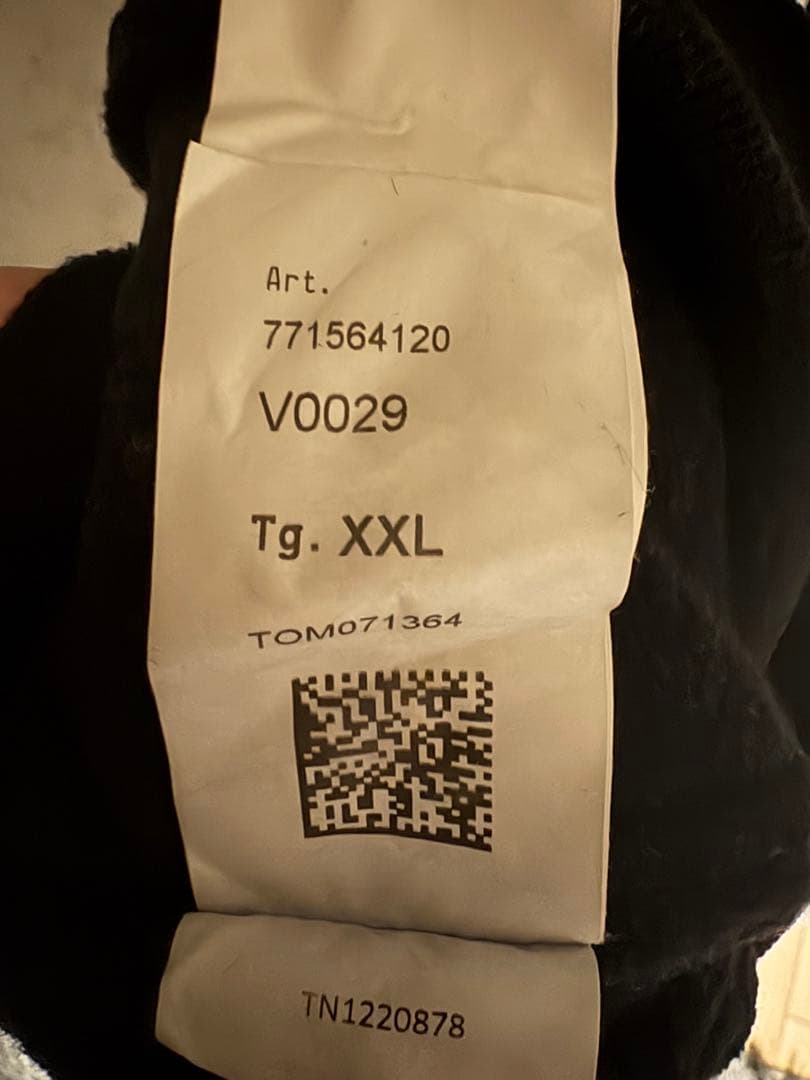 Art.
771564120
V0029
Tg. XXL
TOM071364
TN1220878